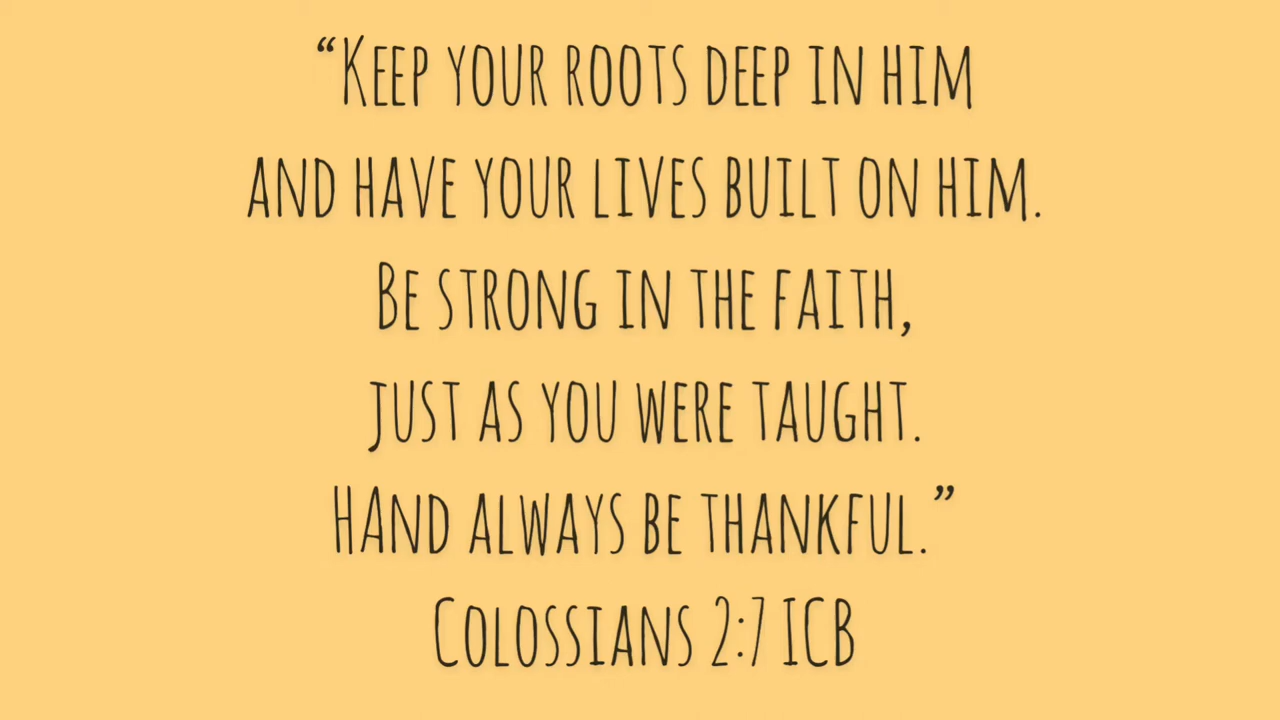 “Keep your roots deep in him
and have your lives built on him.
Be strong in the faith,
just as you were taught.
HAnd always be thankful.”
Colossians 2:7 ICB